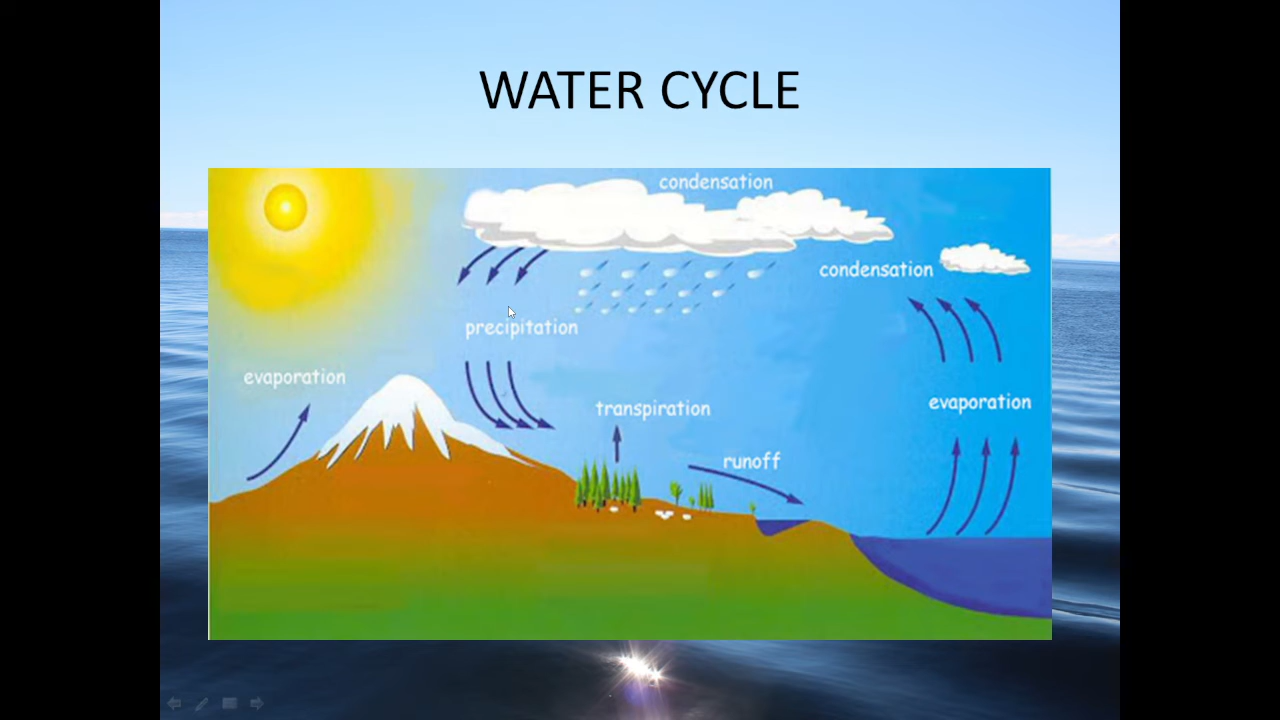 WATER CYCLE
condensation
condensation
precipitation
evaporation
transpiration
evaporation
runoff